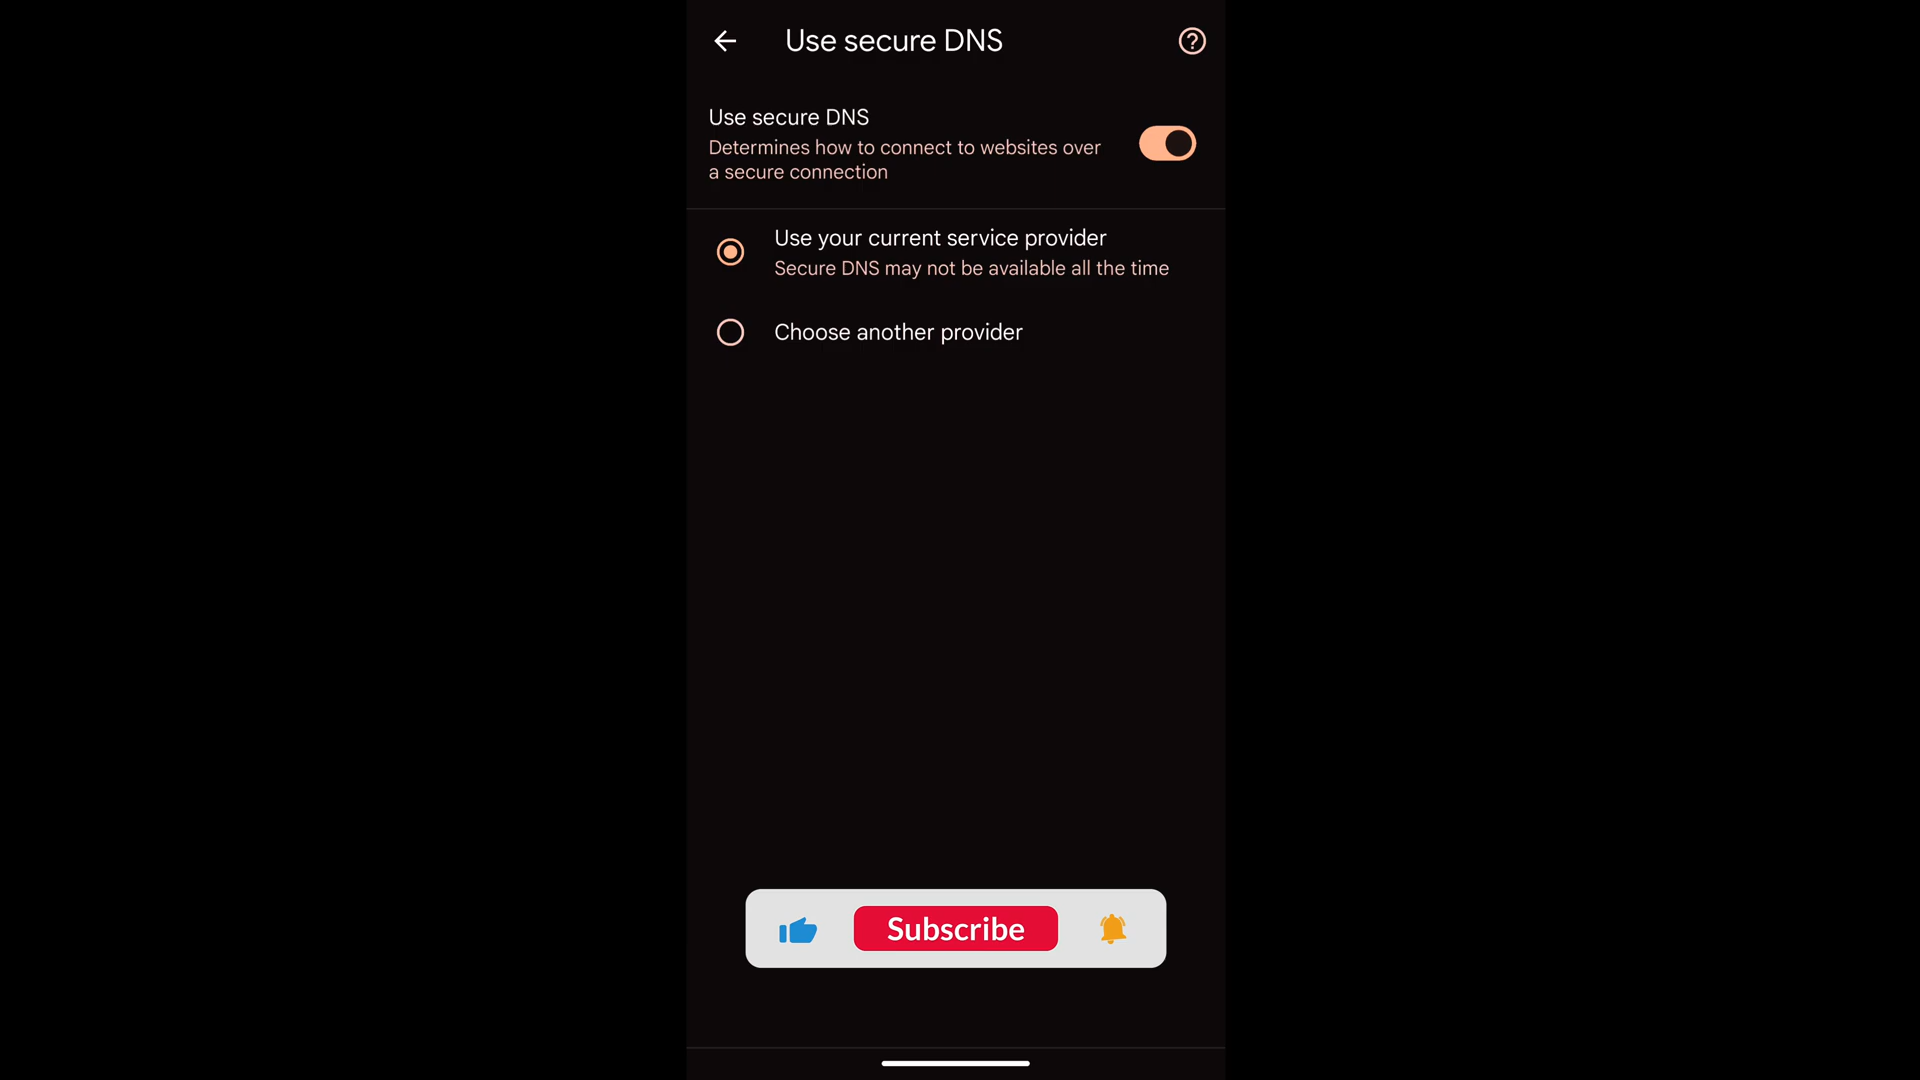 Use secure DNS
Use secure DNS
Determines how to connect to websites over
a secure connection
Use your current service provider
Secure DNS may not be available all the time
Choose another provider
Subscribe